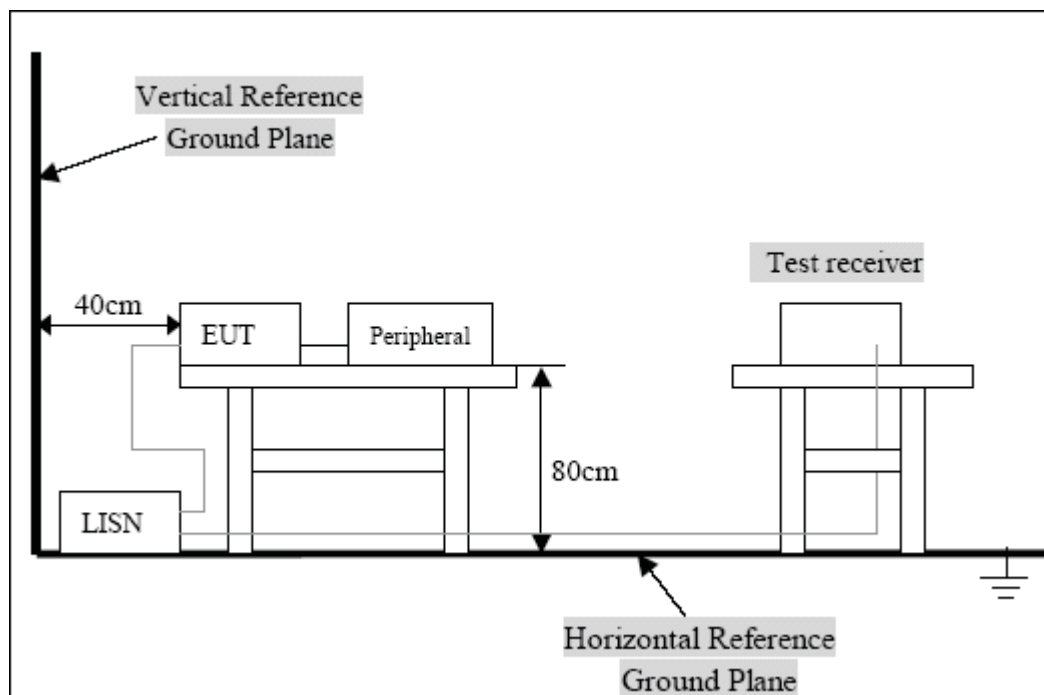 Vertical Reference
Ground Plane
Test receiver
40cm
EUT
Peripheral
80cm
LISN
Horizontal Reference
Ground Plane